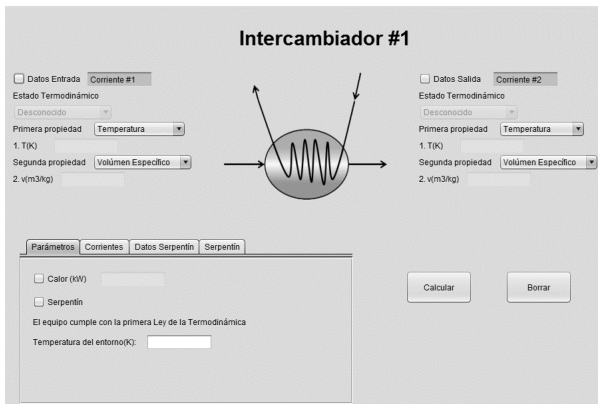 Intercambiador #1
Datos Entrada Corriente #1
Estado Termodinámico
Desconocido
Primera propiedad Temperatura
1. T(K)
Segunda propiedad Volúmen Específico
2. v(m3/kg)
Datos Salida Corriente #2
Estado Termodinámico
Desconocido
Primera propiedad Temperatura
1. T(K)
Segunda propiedad Volúmen Específico
2. v(m3/kg)
Parámetros Corrientes Datos Serpentín Serpentín
Calor (kW)
Serpentín
El equipo cumple con la primera Ley de la Termodinámica
Temperatura del entorno(K):
Calcular Borrar